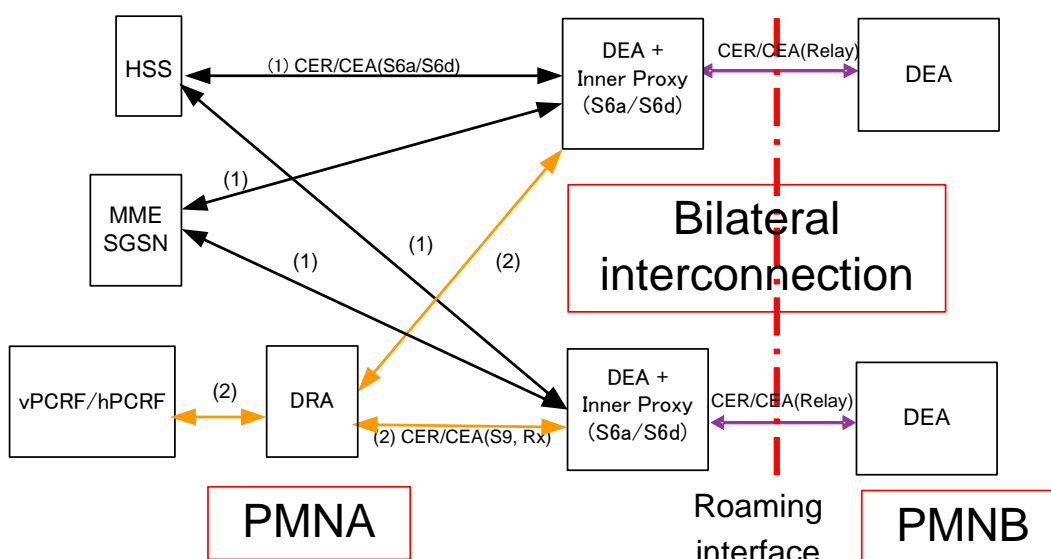 HSS
(1) CER/CEA(S6a/S6d)
DEA +
Inner Proxy
(S6a/S6d)
CER/CEA(Relay)
DEA
MME
SGSN
(1)
(1)
(1)
(2)
Bilateral
interconnection
vPCRF/hPCRF
(2)
DRA
(2) CER/CEA(S9, Rx)
DEA +
Inner Proxy
(S6a/S6d)
CER/CEA(Relay)
DEA
PMNA
Roaming
interface
PMNB